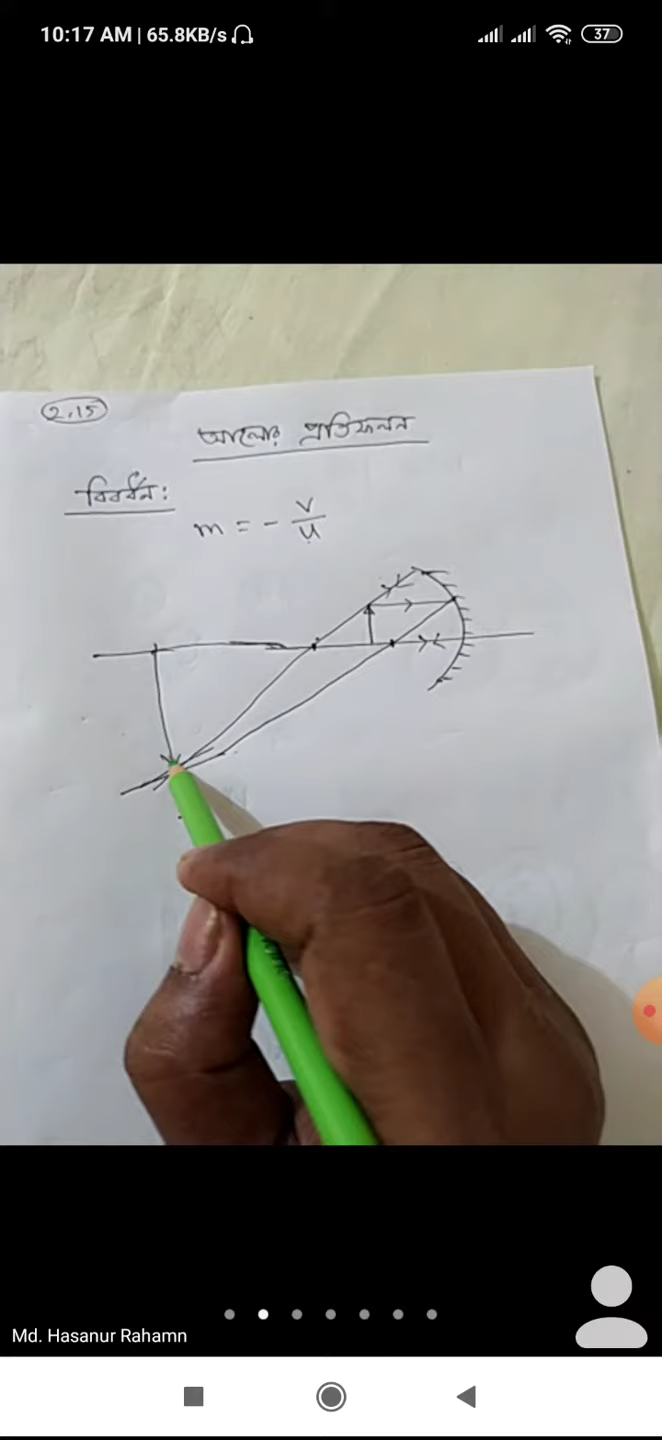 10:17 AM | 65.8KB/s
37
2.15
আলোর প্রতিফলন
বিবর্ধন:
m = - v/u
Md. Hasanur Rahamn